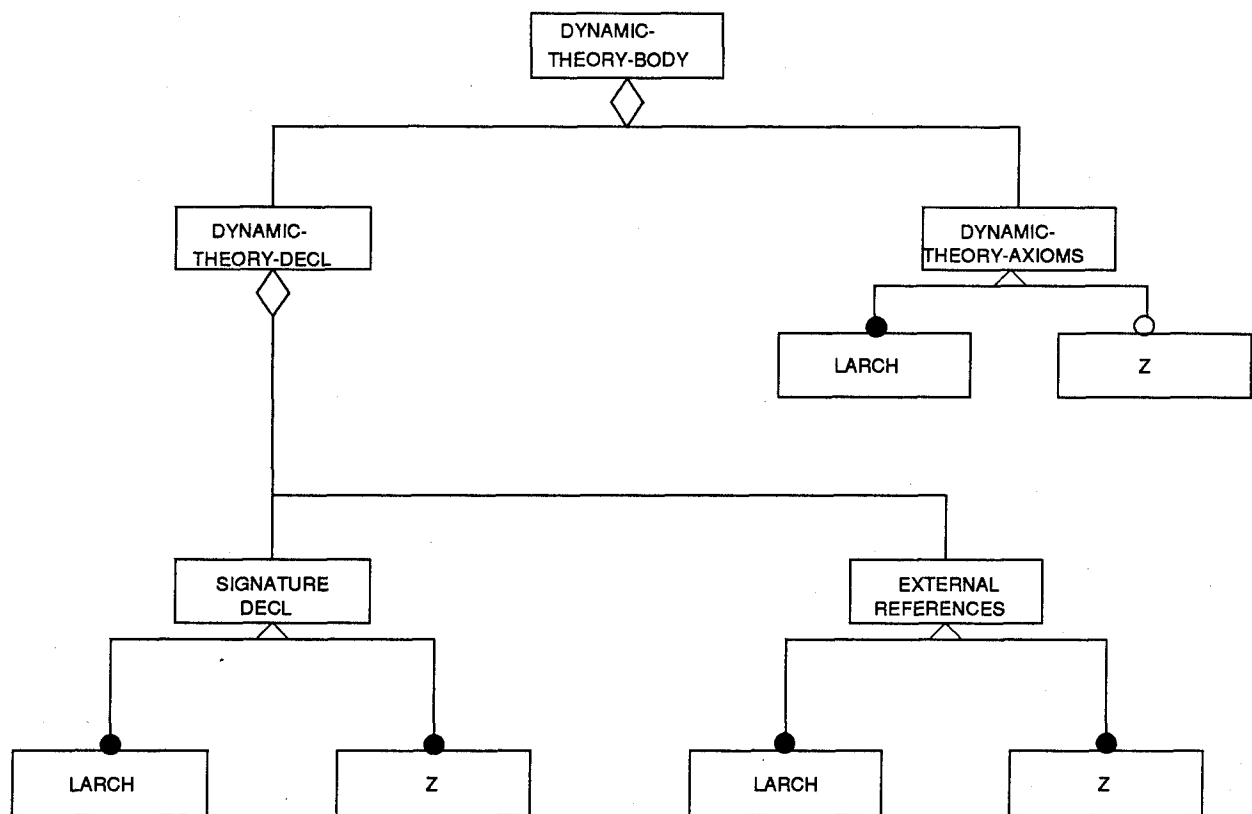 DYNAMIC-
THEORY-BODY
DYNAMIC-
THEORY-DECL
DYNAMIC-
THEORY-AXIOMS
LARCH
Z
SIGNATURE
DECL
EXTERNAL
REFERENCES
LARCH
Z
LARCH
Z